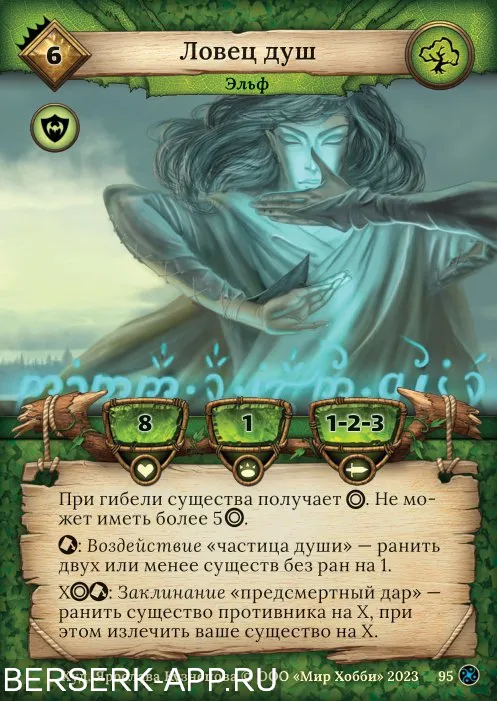 6
Ловец душ
Эльф
8
1
1-2-3
При гибели существа получает . Не мо-
жет иметь более 5.
: Воздействие «частица души» — ранить
двух или менее существ без ран на 1.
X: Заклинание «предсмертный дар» —
ранить существо противника на X, при
этом излечить ваше существо на X.
© ООО «Мир Хобби» 2023 95
BERSERK-APP.RU